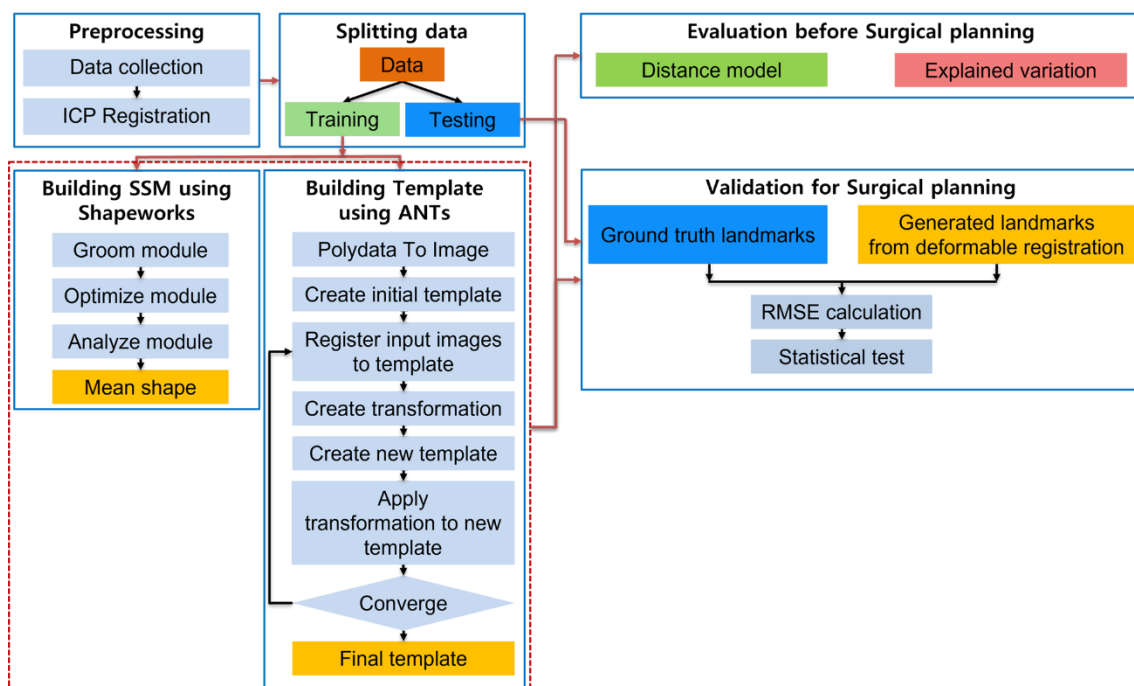 Preprocessing
Data collection
ICP Registration
Splitting data
Data
Training
Testing
Evaluation before Surgical planning
Distance model
Explained variation
Building SSM using
Shapeworks
Groom module
Optimize module
Analyze module
Mean shape
Building Template
using ANTs
Polydata To Image
Create initial template
Register input images
to template
Create transformation
Create new template
Apply
transformation to new
template
Converge
Final template
Validation for Surgical planning
Ground truth landmarks
Generated landmarks
from deformable registration
RMSE calculation
Statistical test